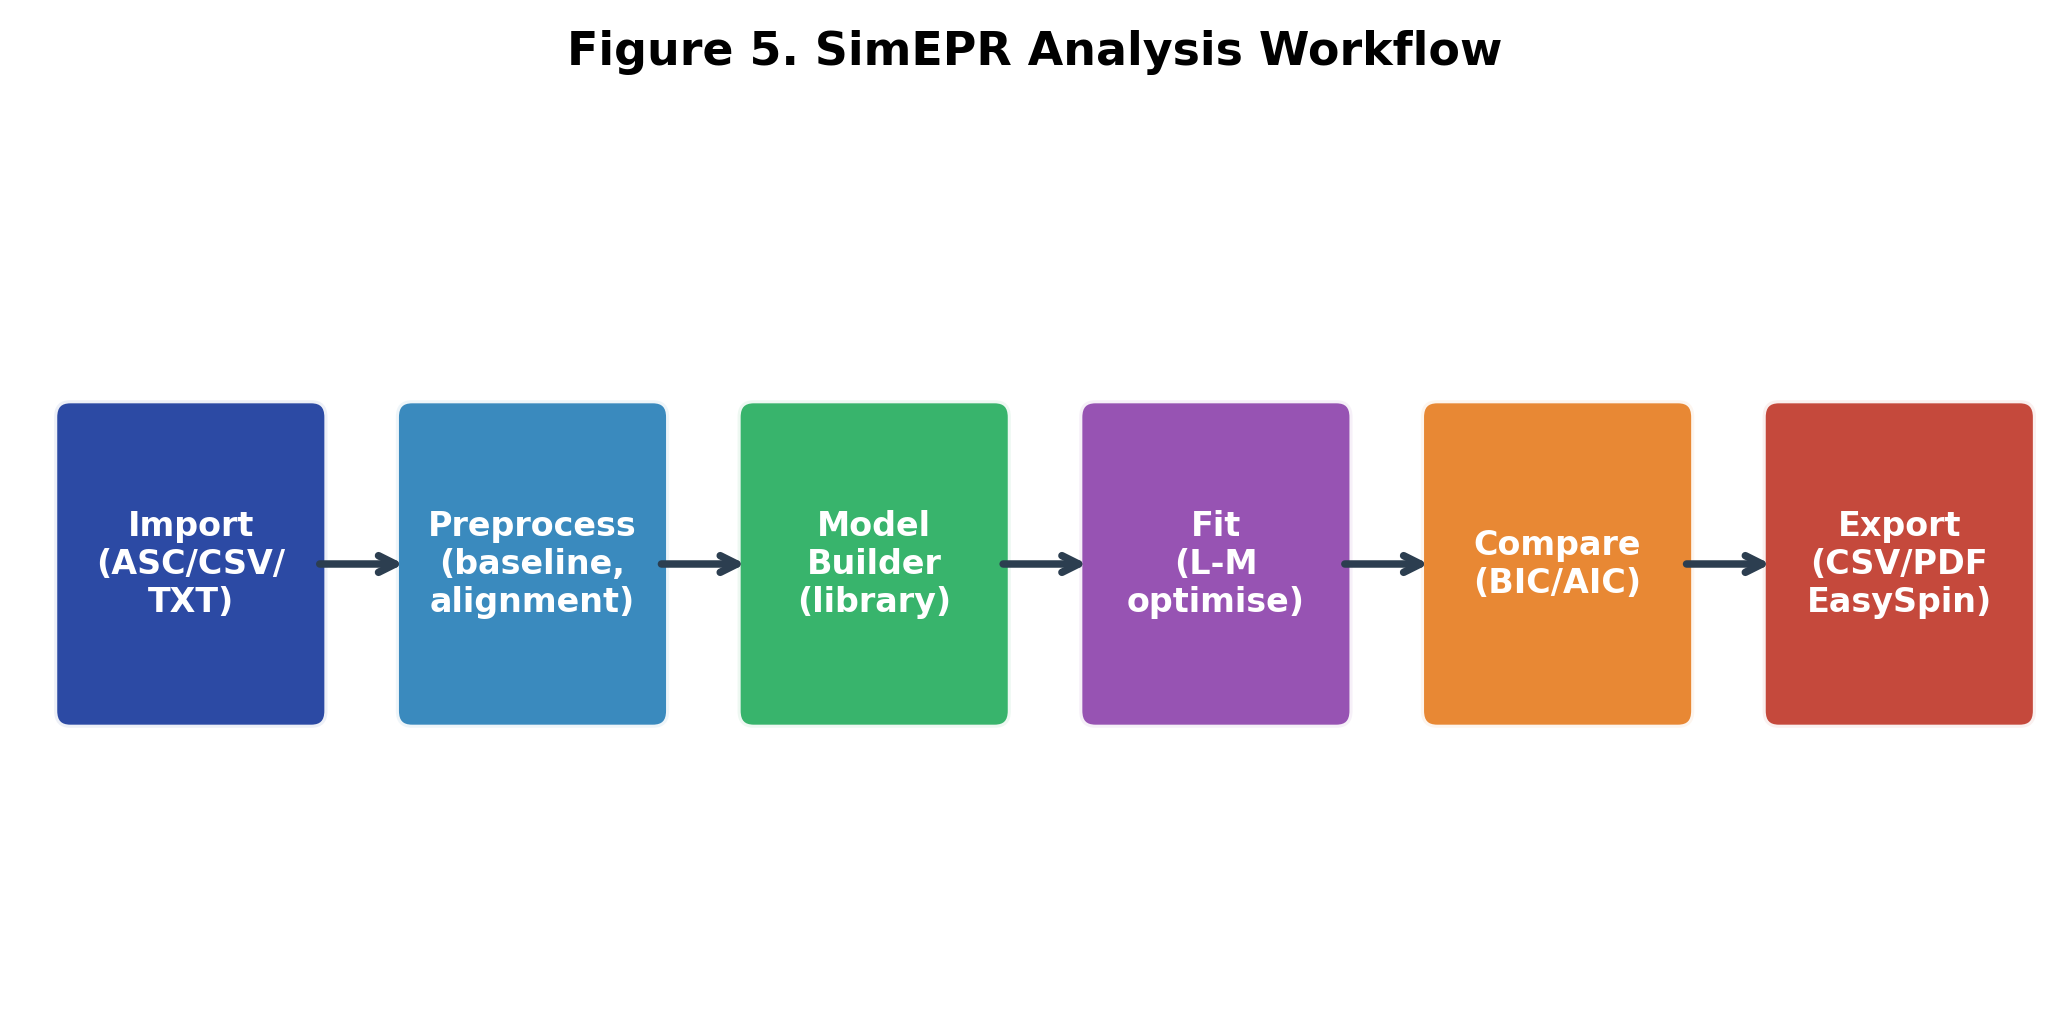 Figure 5. SimEPR Analysis Workflow
Import
(ASC/CSV/
TXT)
Preprocess
(baseline,
alignment)
Model
Builder
(library)
Fit
(L-M
optimise)
Compare
(BIC/AIC)
Export
(CSV/PDF
EasySpin)